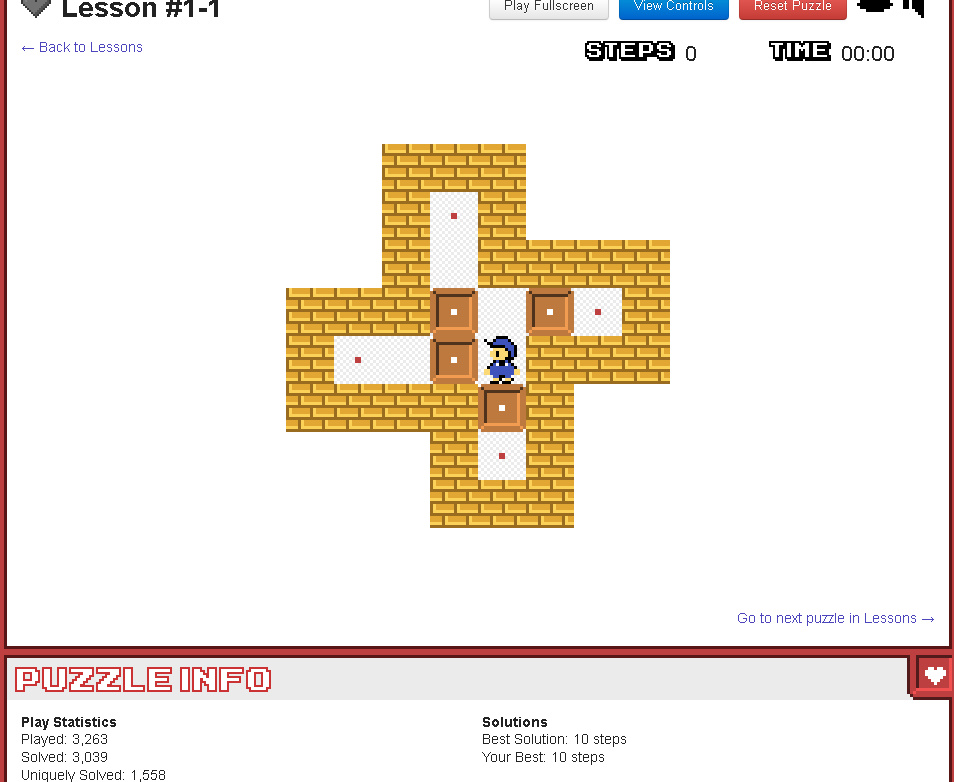 Lesson #1-1
Play Fullscreen
View Controls
Reset Puzzle
← Back to Lessons
STEPS 0
TIME 00:00
Go to next puzzle in Lessons →
PUZZLE INFO
Play Statistics
Played: 3,263
Solved: 3,039
Uniquely Solved: 1,558
Solutions
Best Solution: 10 steps
Your Best: 10 steps